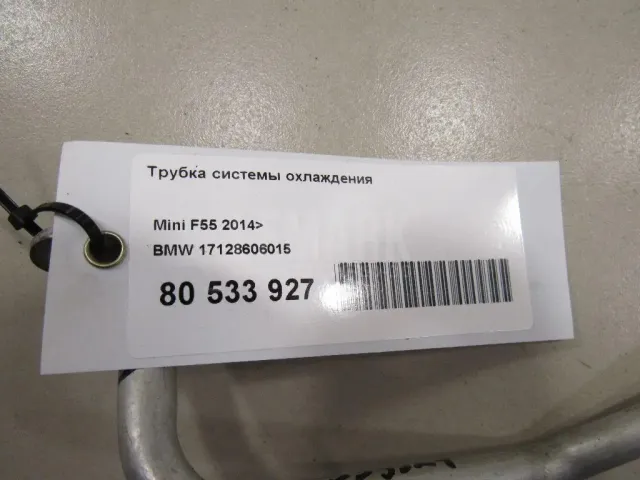 Трубка системы охлаждения
Mini F55 2014>
BMW 17128606015
80 533 927